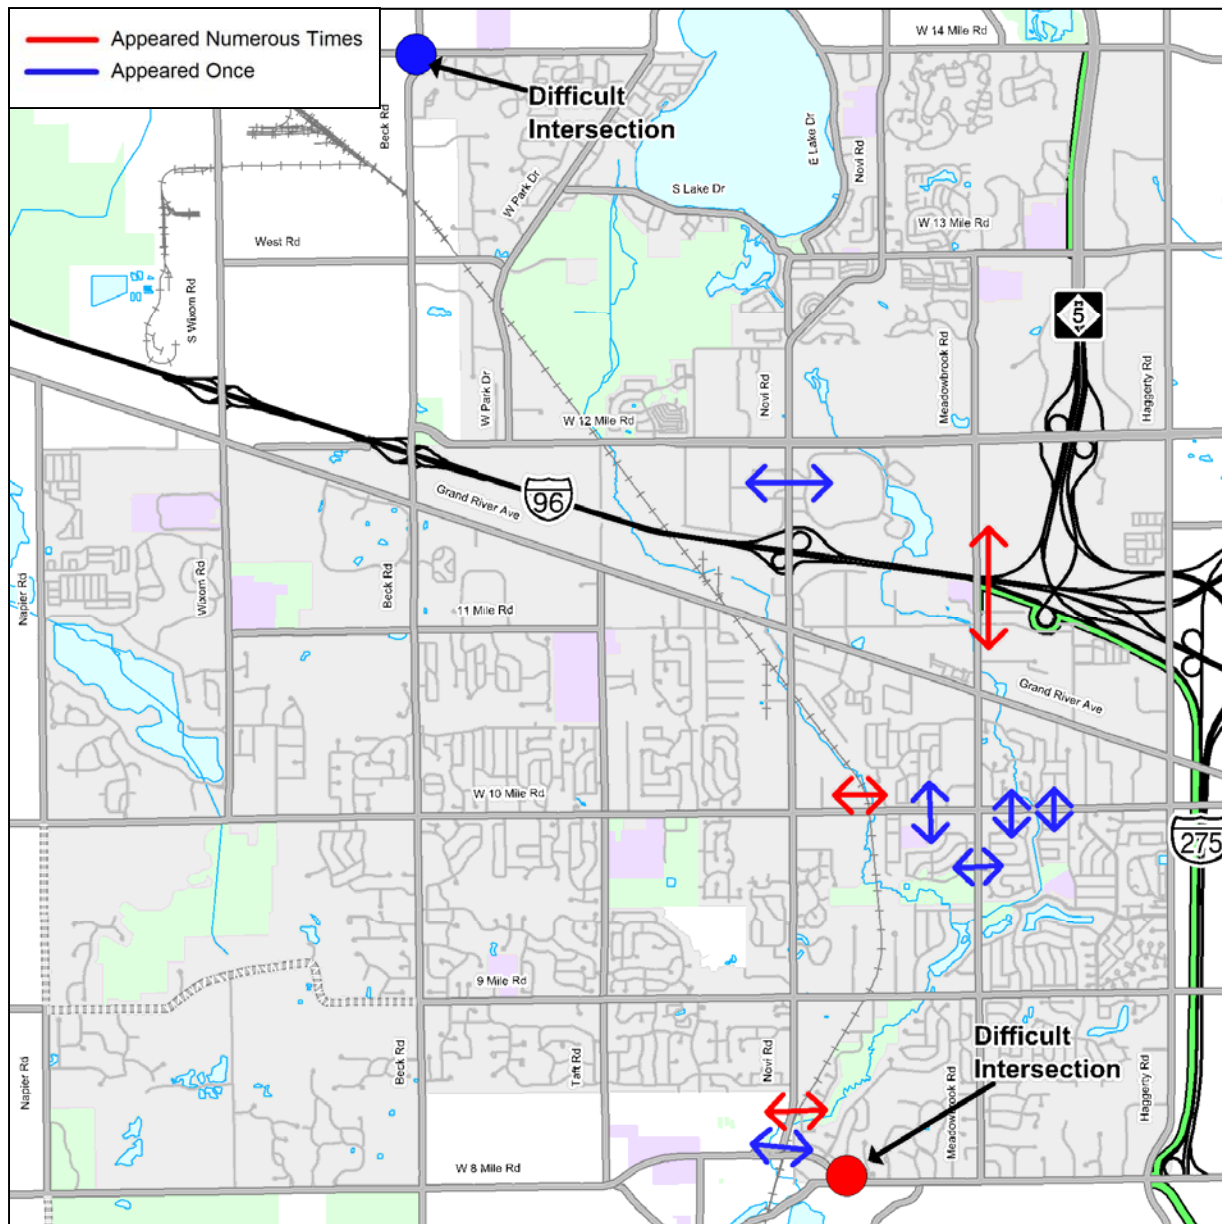 Appeared Numerous Times
Appeared Once
W 14 Mile Rd
Difficult
Intersection
Beck Rd
E Lake Dr
Novi Rd
W Park Dr
S Lake Dr
W 13 Mile Rd
West Rd
S Wixom Rd
5
W Park Dr
Novi Rd
Meadowbrook Rd
Haggerty Rd
W 12 Mile Rd
96
Grand River Ave
Napier Rd
Wixom Rd
Beck Rd
11 Mile Rd
Grand River Ave
W 10 Mile Rd
275
9 Mile Rd
Difficult
Intersection
Napier Rd
Beck Rd
Taft Rd
Novi Rd
Meadowbrook Rd
Haggerty Rd
W 8 Mile Rd